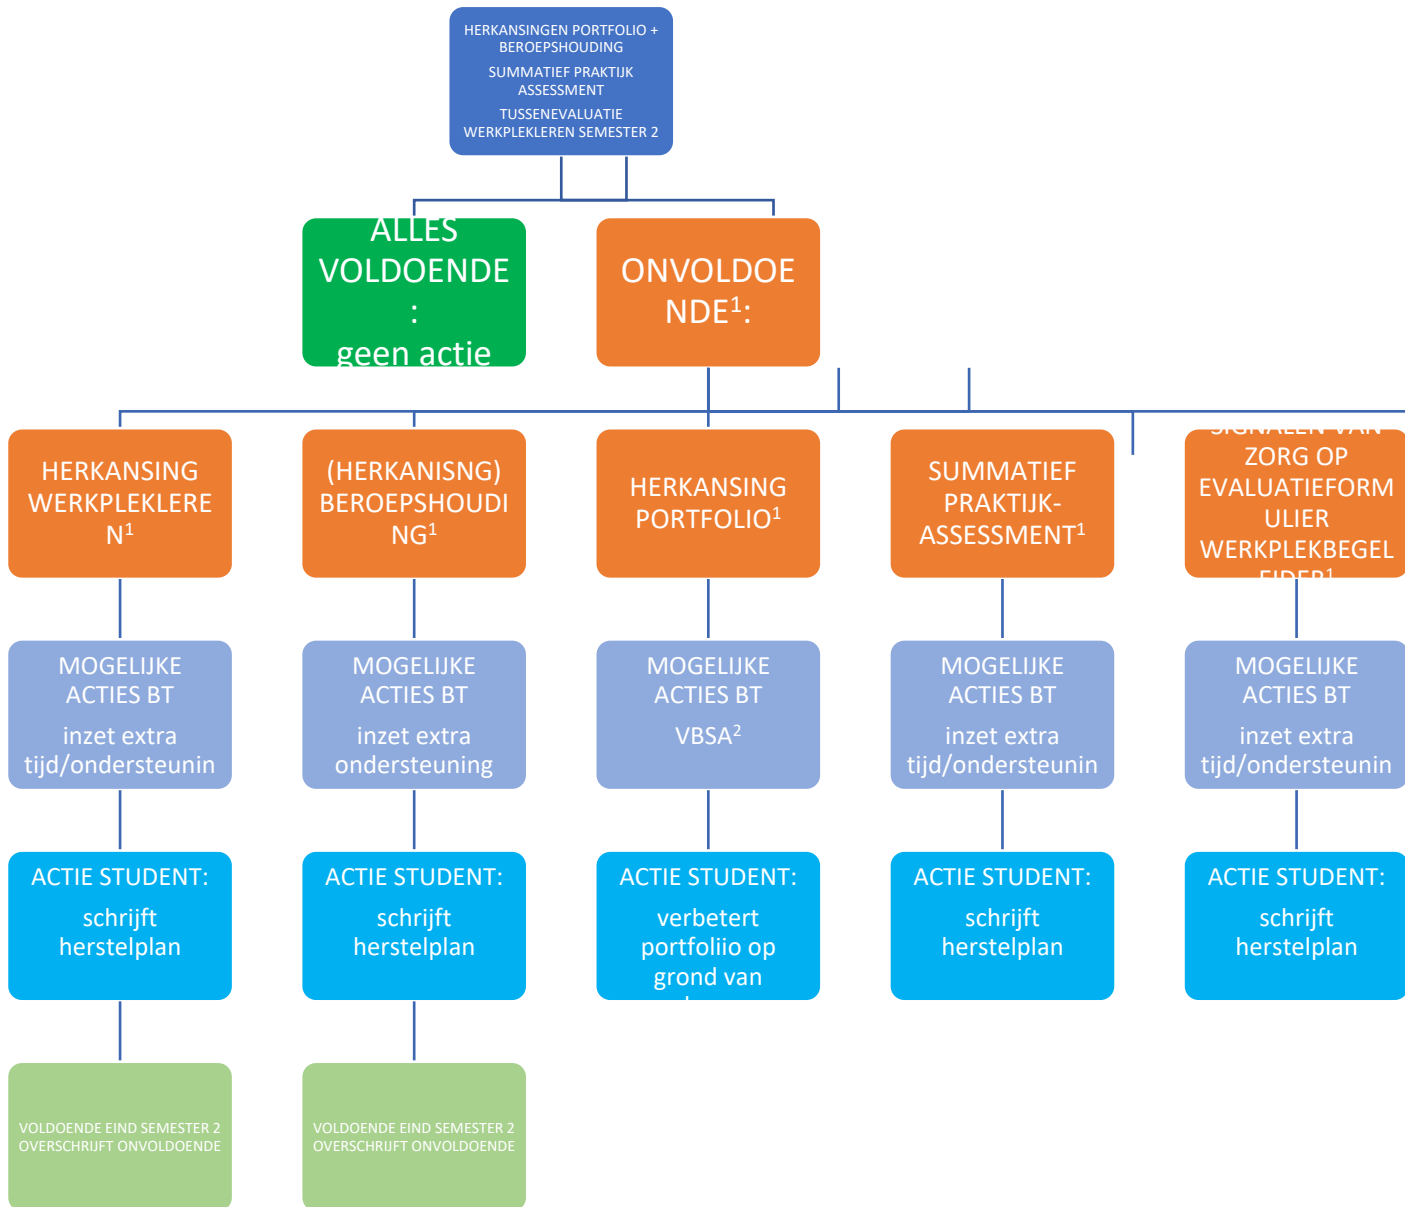 HERKANSINGEN PORTFOLIO +
BEROEPSHOUDING
SUMMATIEF PRAKTIJK
ASSESSMENT
TUSSENEVALUATIE
WERKPLEKLEREN SEMESTER 2
ALLES
VOLDOENDE
:
geen actie
ONVOLDOE
NDE¹:
HERKANSING
WERKPLEKLERE
N¹
(HERKANISNG)
BEROEPSHOUDI
NG¹
HERKANSING
PORTFOLIO¹
SUMMATIEF
PRAKTIJK-
ASSESSMENT¹
SIGNALEN VAN
ZORG OP
EVALUATIEFORM
ULIER
WERKPLEKBEGEL
EIDER¹
MOGELIJKE
ACTIES BT
inzet extra
tijd/ondersteunin
MOGELIJKE
ACTIES BT
inzet extra
ondersteuning
MOGELIJKE
ACTIES BT
VBSA²
MOGELIJKE
ACTIES BT
inzet extra
tijd/ondersteunin
MOGELIJKE
ACTIES BT
inzet extra
tijd/ondersteunin
ACTIE STUDENT:
schrijft
herstelplan
ACTIE STUDENT:
schrijft
herstelplan
ACTIE STUDENT:
verbetert
portfoliio op
grond van
ACTIE STUDENT:
schrijft
herstelplan
ACTIE STUDENT:
schrijft
herstelplan
VOLDOENDE EIND SEMESTER 2
OVERSCHRIJFT ONVOLDOENDE
VOLDOENDE EIND SEMESTER 2
OVERSCHRIJFT ONVOLDOENDE